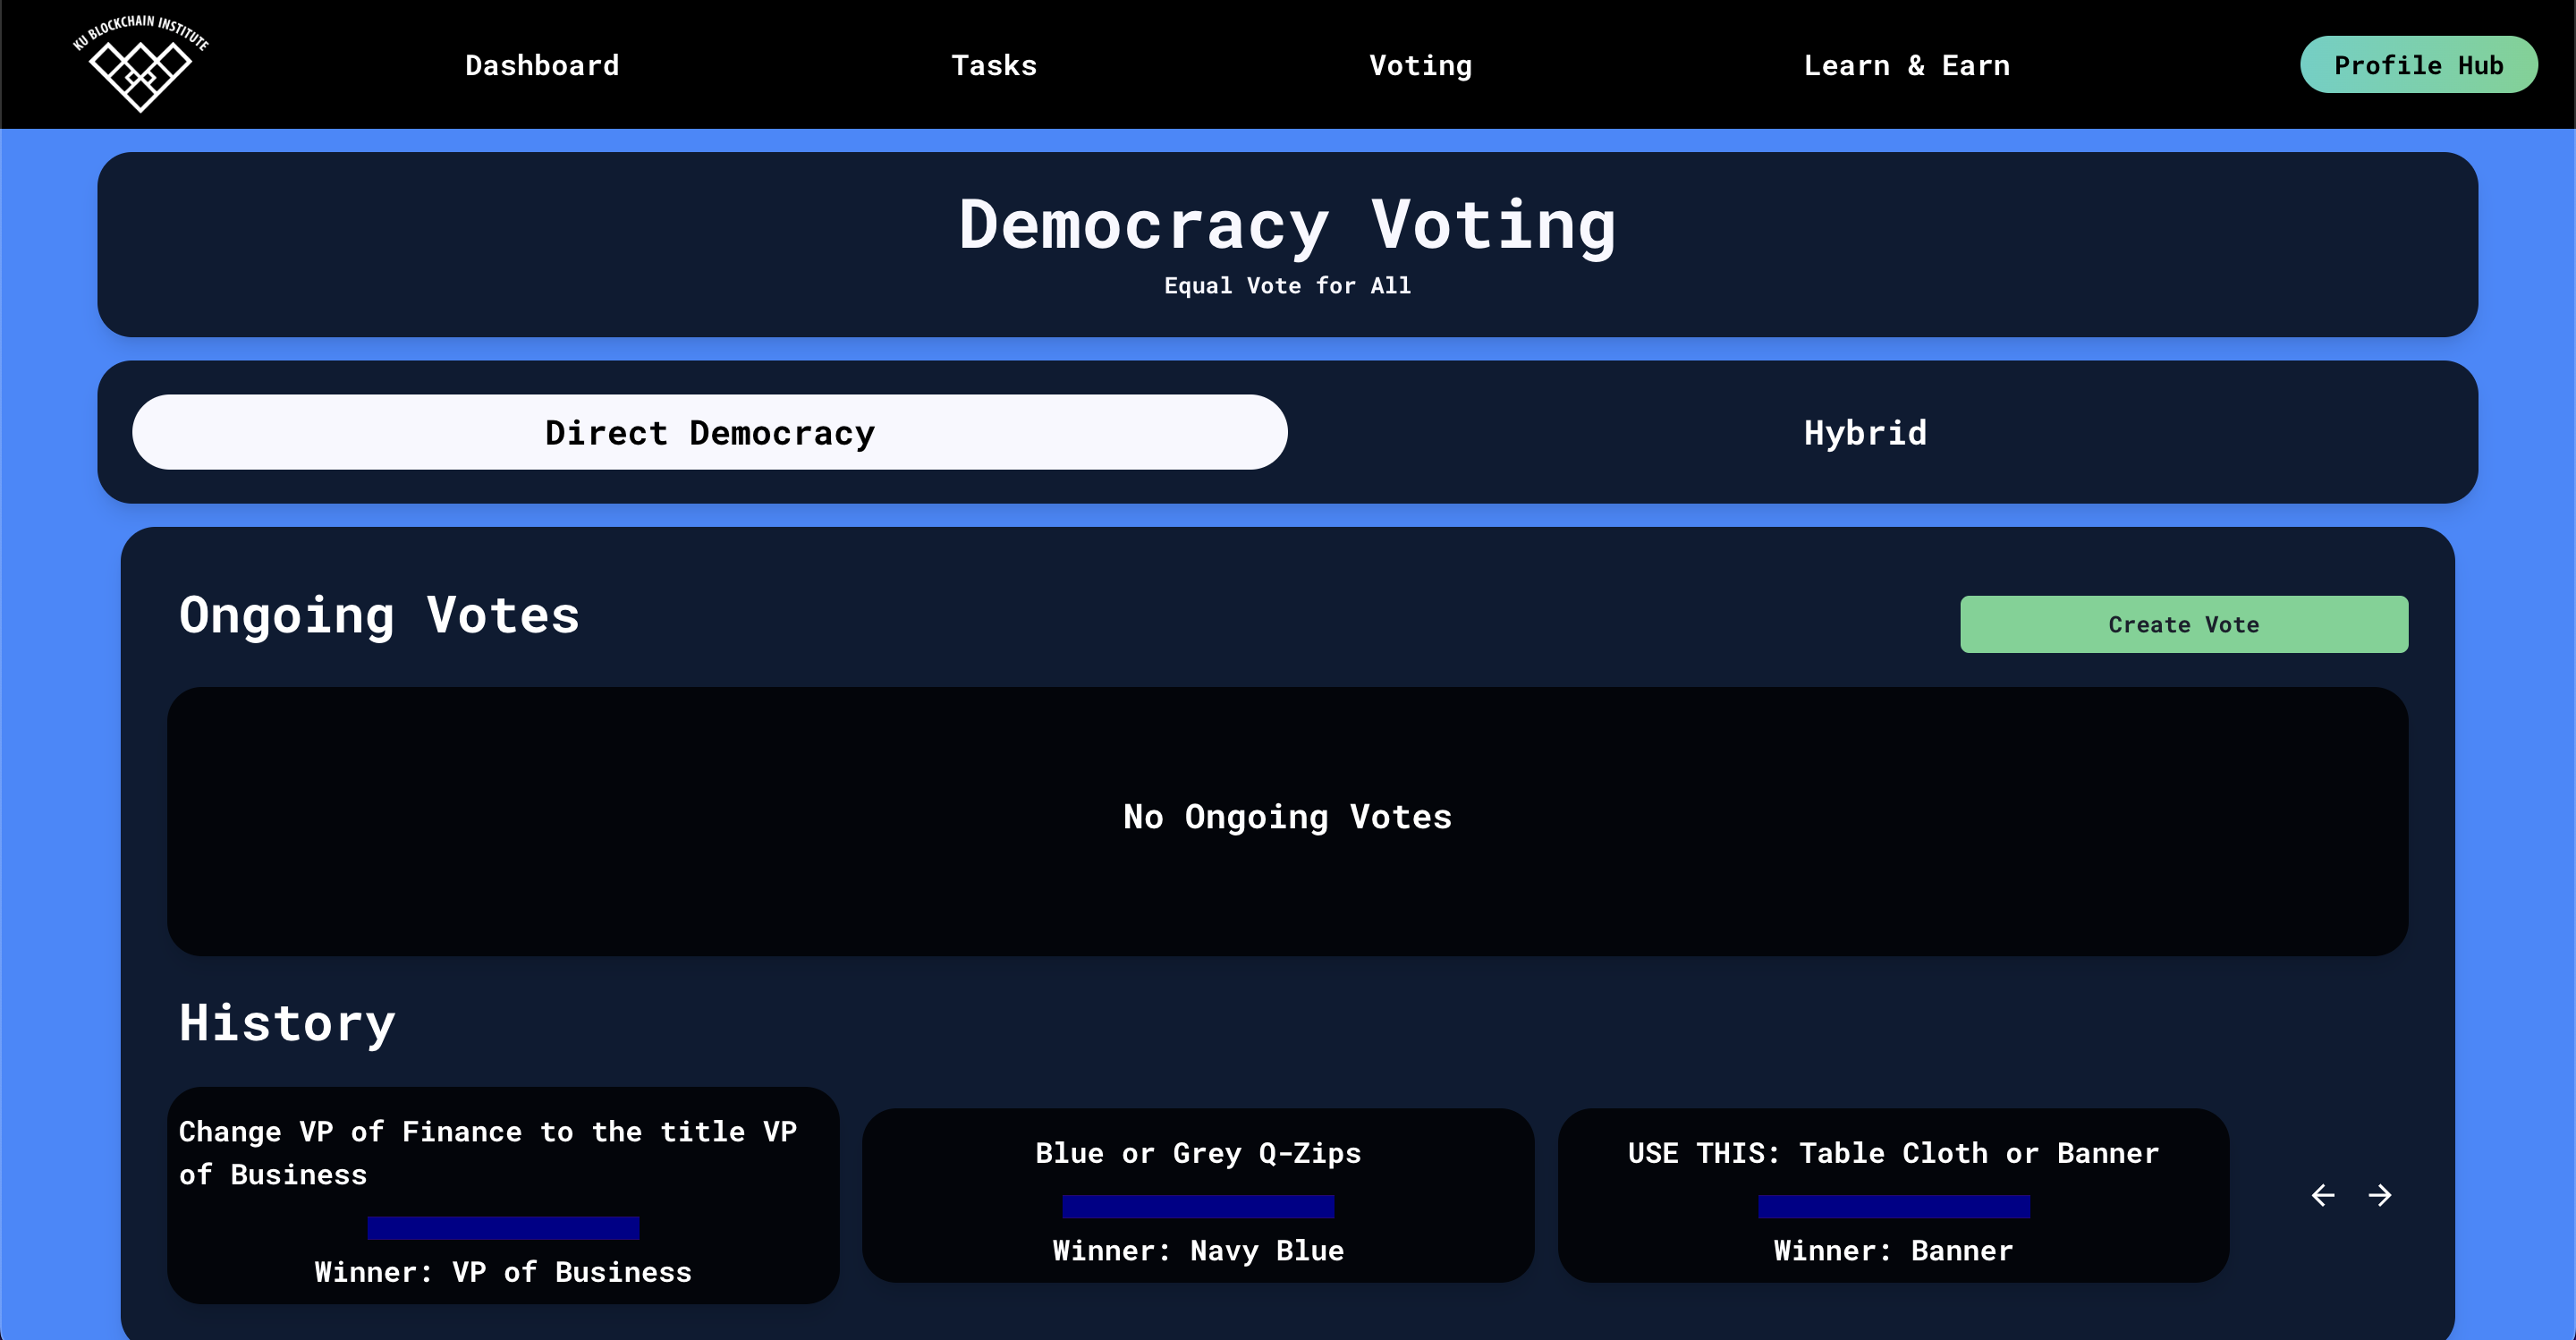 KU BLOCKCHAIN INSTITUTE
Dashboard
Tasks
Voting
Learn & Earn
Profile Hub
Democracy Voting
Equal Vote for All
Direct Democracy
Hybrid
Ongoing Votes
Create Vote
No Ongoing Votes
History
Change VP of Finance to the title VP
of Business
Winner: VP of Business
Blue or Grey Q-Zips
Winner: Navy Blue
USE THIS: Table Cloth or Banner
Winner: Banner